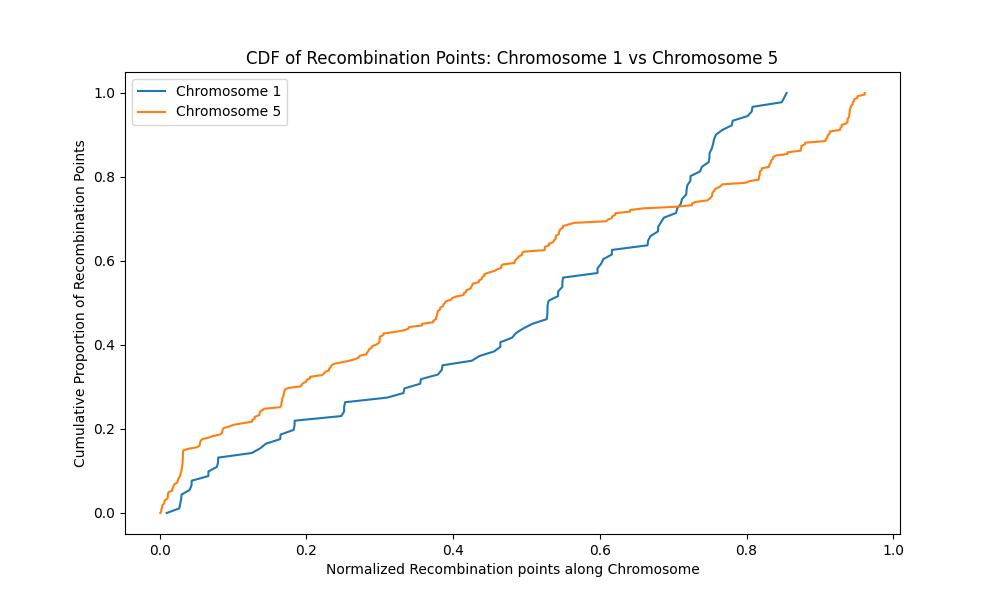 CDF of Recombination Points: Chromosome 1 vs Chromosome 5
Chromosome 1
Chromosome 5
Cumulative Proportion of Recombination Points
1.0
0.8
0.6
0.4
0.2
0.0
0.0 0.2 0.4 0.6 0.8 1.0
Normalized Recombination points along Chromosome